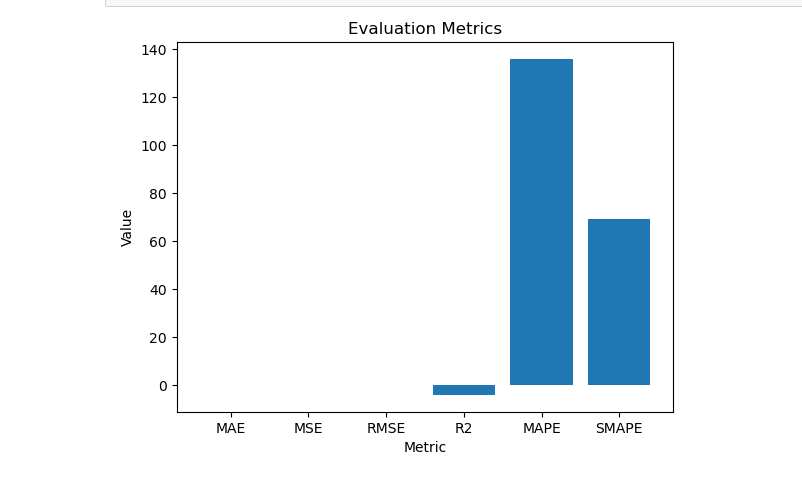 Evaluation Metrics
140
120
100
80
60
40
20
0
Value
MAE MSE RMSE R2 MAPE SMAPE
Metric